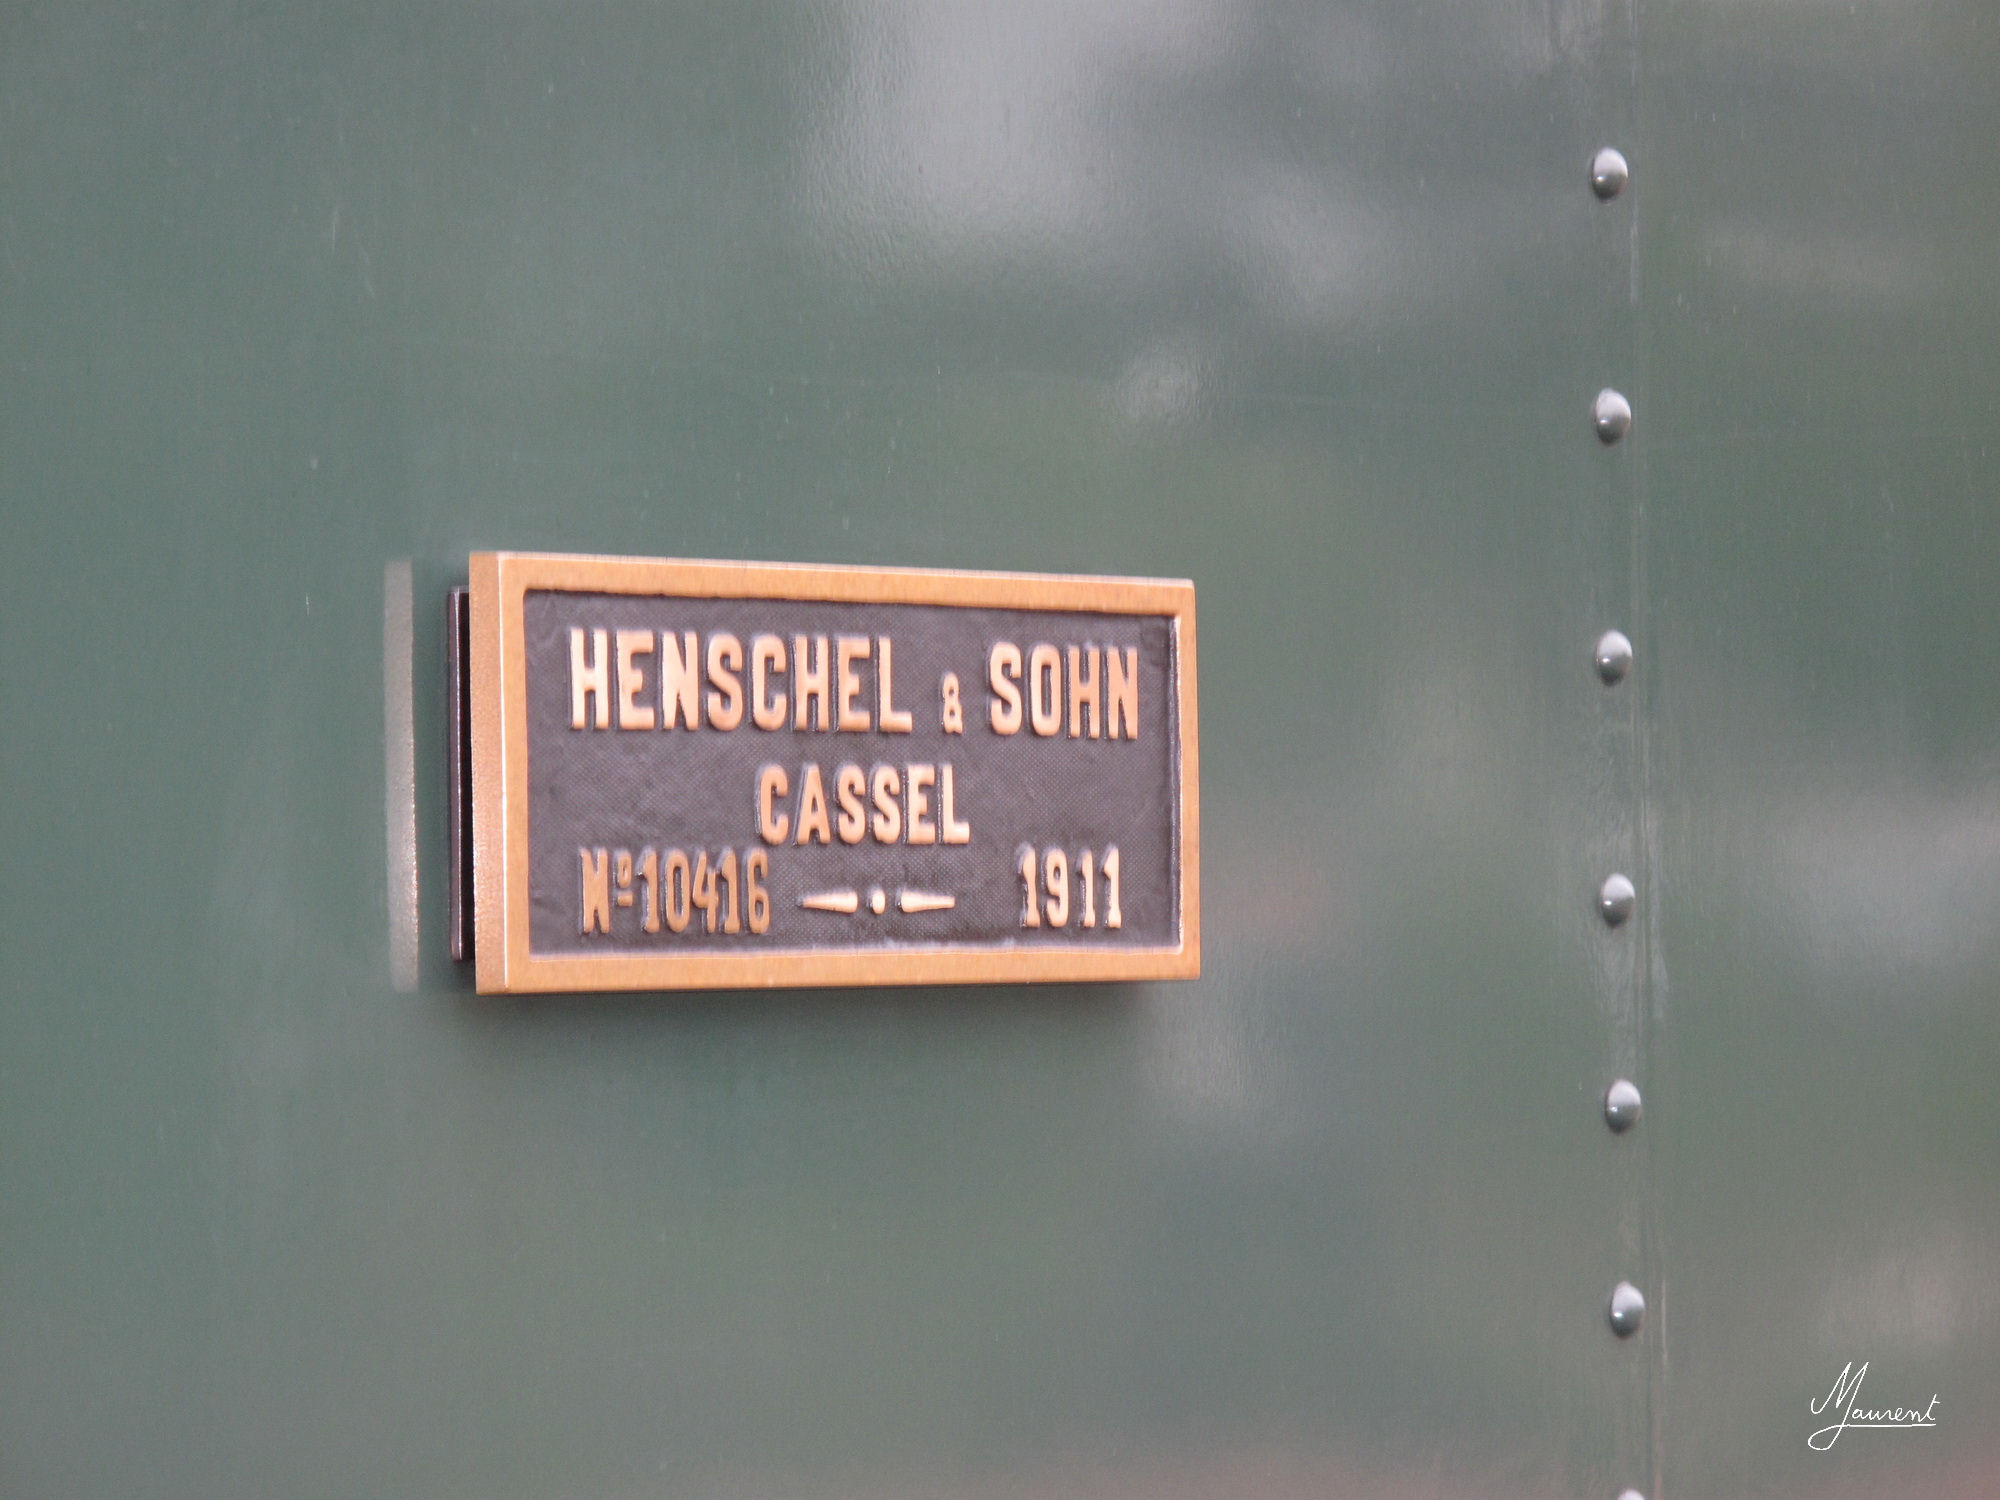 HENSCHEL & SOHN
CASSEL
Nº 10416 1911
Maurent